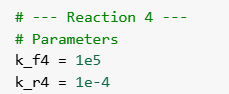 # --- Reaction 4 ---
# Parameters
k_f4 = 1e5
k_r4 = 1e-4